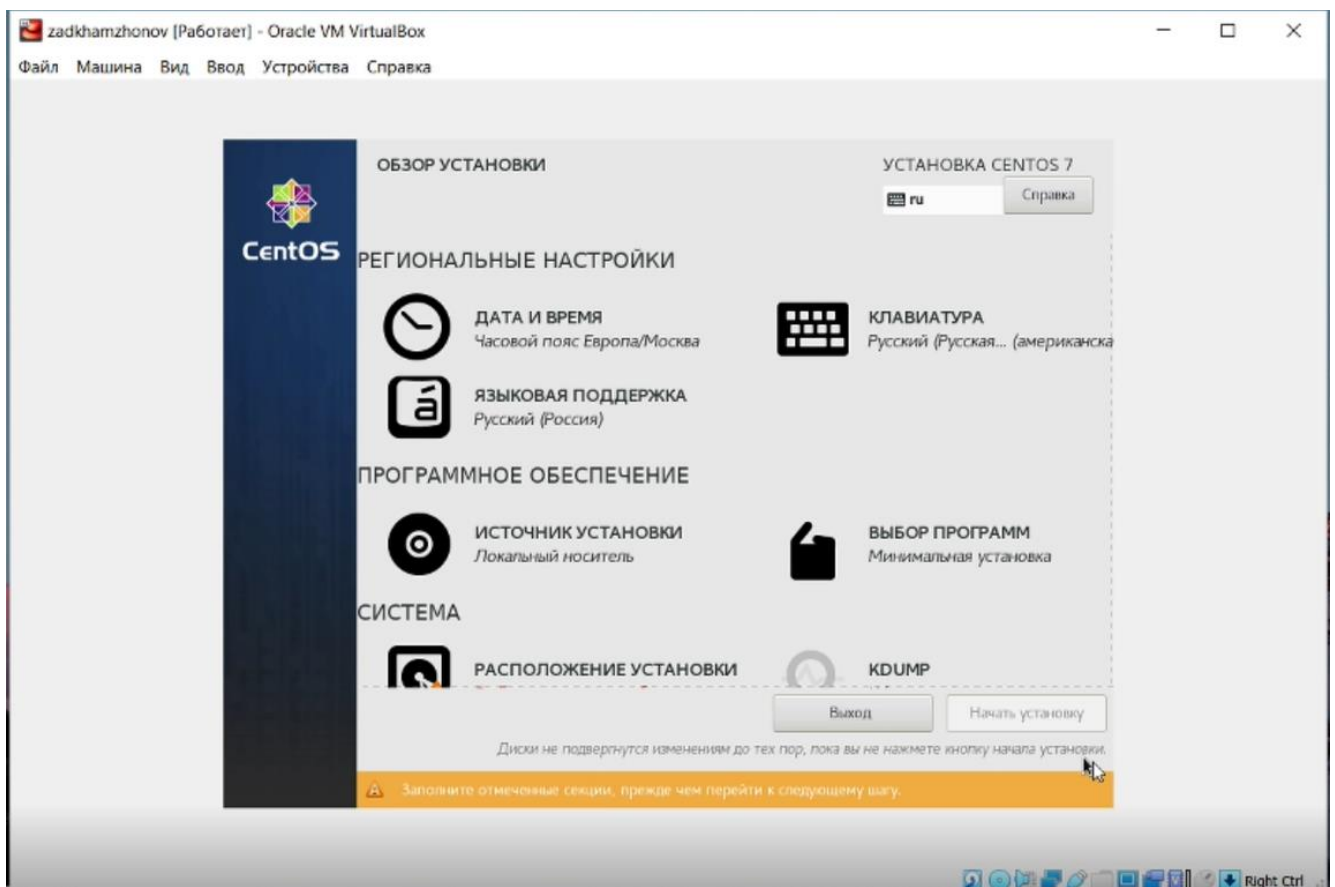 zadkhamzhonov [Работает] - Oracle VM VirtualBox
Файл Машина Вид Ввод Устройства Справка
ОБЗОР УСТАНОВКИ
УСТАНОВКА CENTOS 7
ru
Справка
CentOS
РЕГИОНАЛЬНЫЕ НАСТРОЙКИ
ДАТА И ВРЕМЯ
Часовой пояс Европа/Москва
КЛАВИАТУРА
Русский (Русская... (американска
ЯЗЫКОВАЯ ПОДДЕРЖКА
Русский (Россия)
ПРОГРАММНОЕ ОБЕСПЕЧЕНИЕ
ИСТОЧНИК УСТАНОВКИ
Локальный носитель
ВЫБОР ПРОГРАММ
Минимальная установка
СИСТЕМА
РАСПОЛОЖЕНИЕ УСТАНОВКИ
KDUMP
Выход
Начать установку
Диски не подвергнутся изменениям до тех пор, пока вы не нажмете кнопку начала установки.
Заполните отмеченные секции, прежде чем перейти к следующему шагу.
Right Ctrl